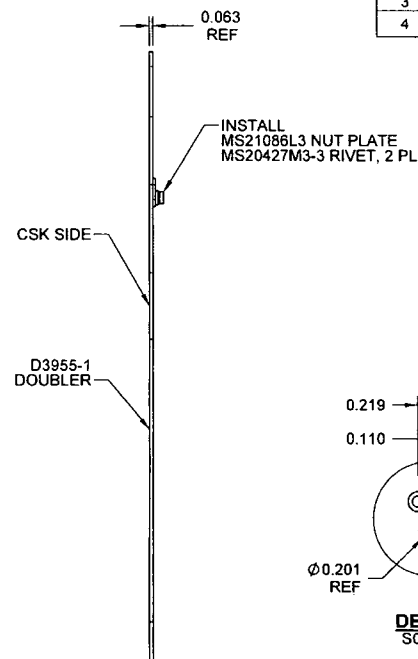 0.063
REF
3
4
INSTALL
MS21086L3 NUT PLATE
MS20427M3-3 RIVET, 2 PL
CSK SIDE
D3955-1
DOUBLER
0.219
0.110
Ø0.201
REF